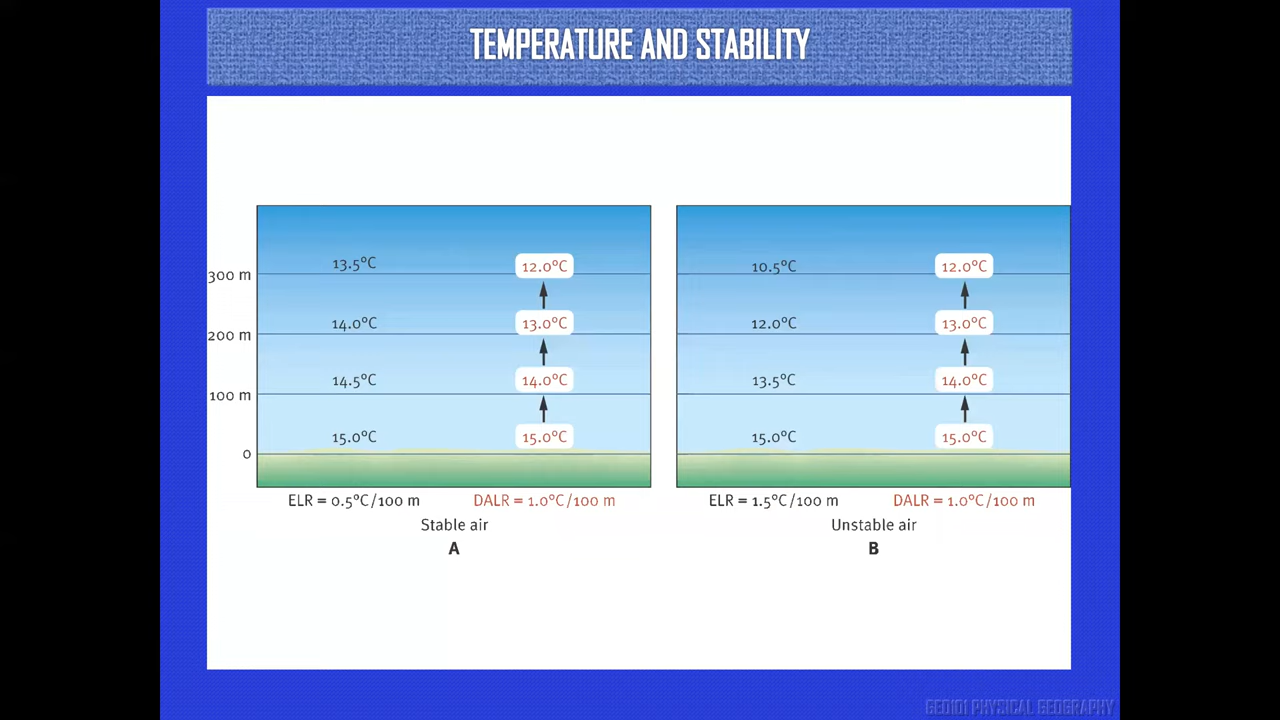 TEMPERATURE AND STABILITY
13.5°C 12.0°C 10.5°C 12.0°C
300 m
14.0°C 13.0°C 12.0°C 13.0°C
200 m
14.5°C 14.0°C 13.5°C 14.0°C
100 m
15.0°C 15.0°C 15.0°C 15.0°C
0
ELR = 0.5°C/100 m DALR = 1.0°C/100 m ELR = 1.5°C/100 m DALR = 1.0°C/100 m
Stable air Unstable air
A B
GEO101 PHYSICAL GEOGRAPHY